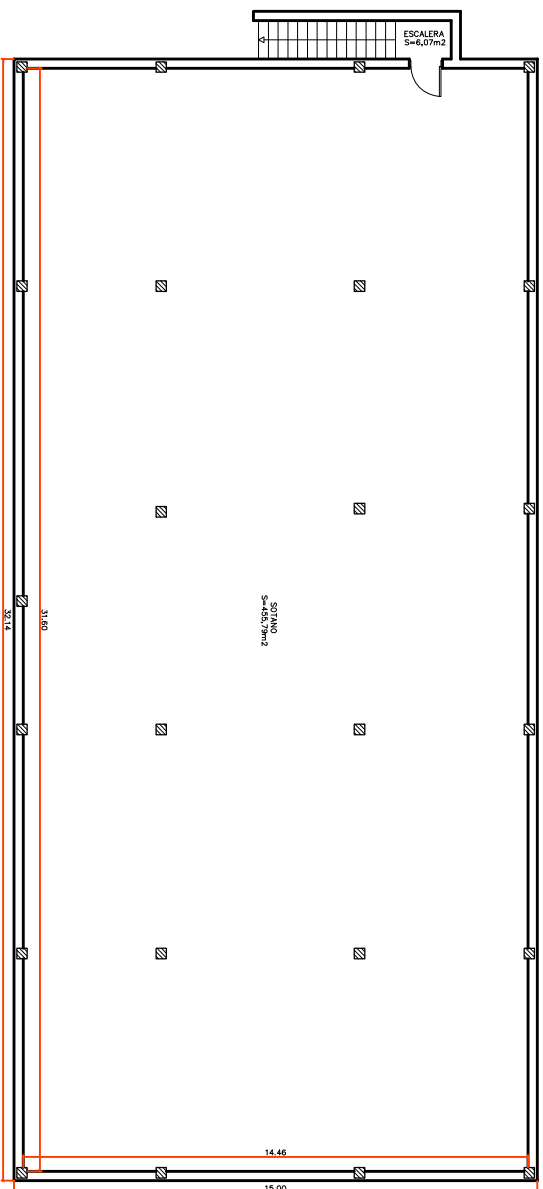 ESCALERA
S=6,07m2
SOTANO
S=455,79m2
31.60
32.14
14.46
15.00